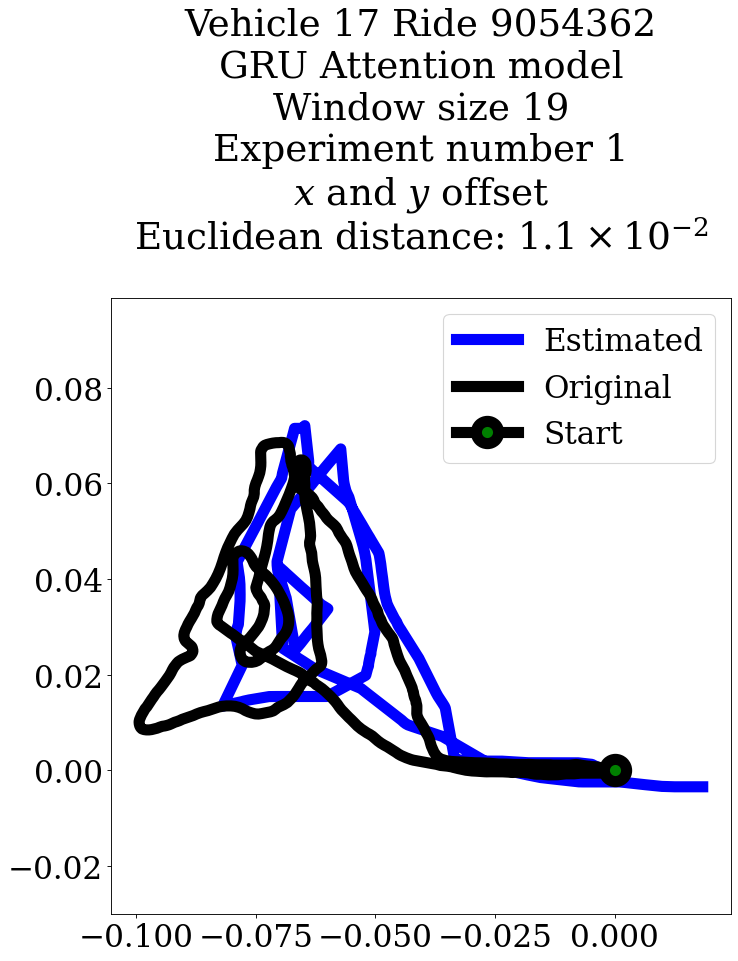 Vehicle 17 Ride 9054362
GRU Attention model
Window size 19
Experiment number 1
x and y offset
Euclidean distance: 1.1 × 10⁻²
Estimated
Original
Start
0.08
0.06
0.04
0.02
0.00
−0.02
−0.100 −0.075 −0.050 −0.025 0.000